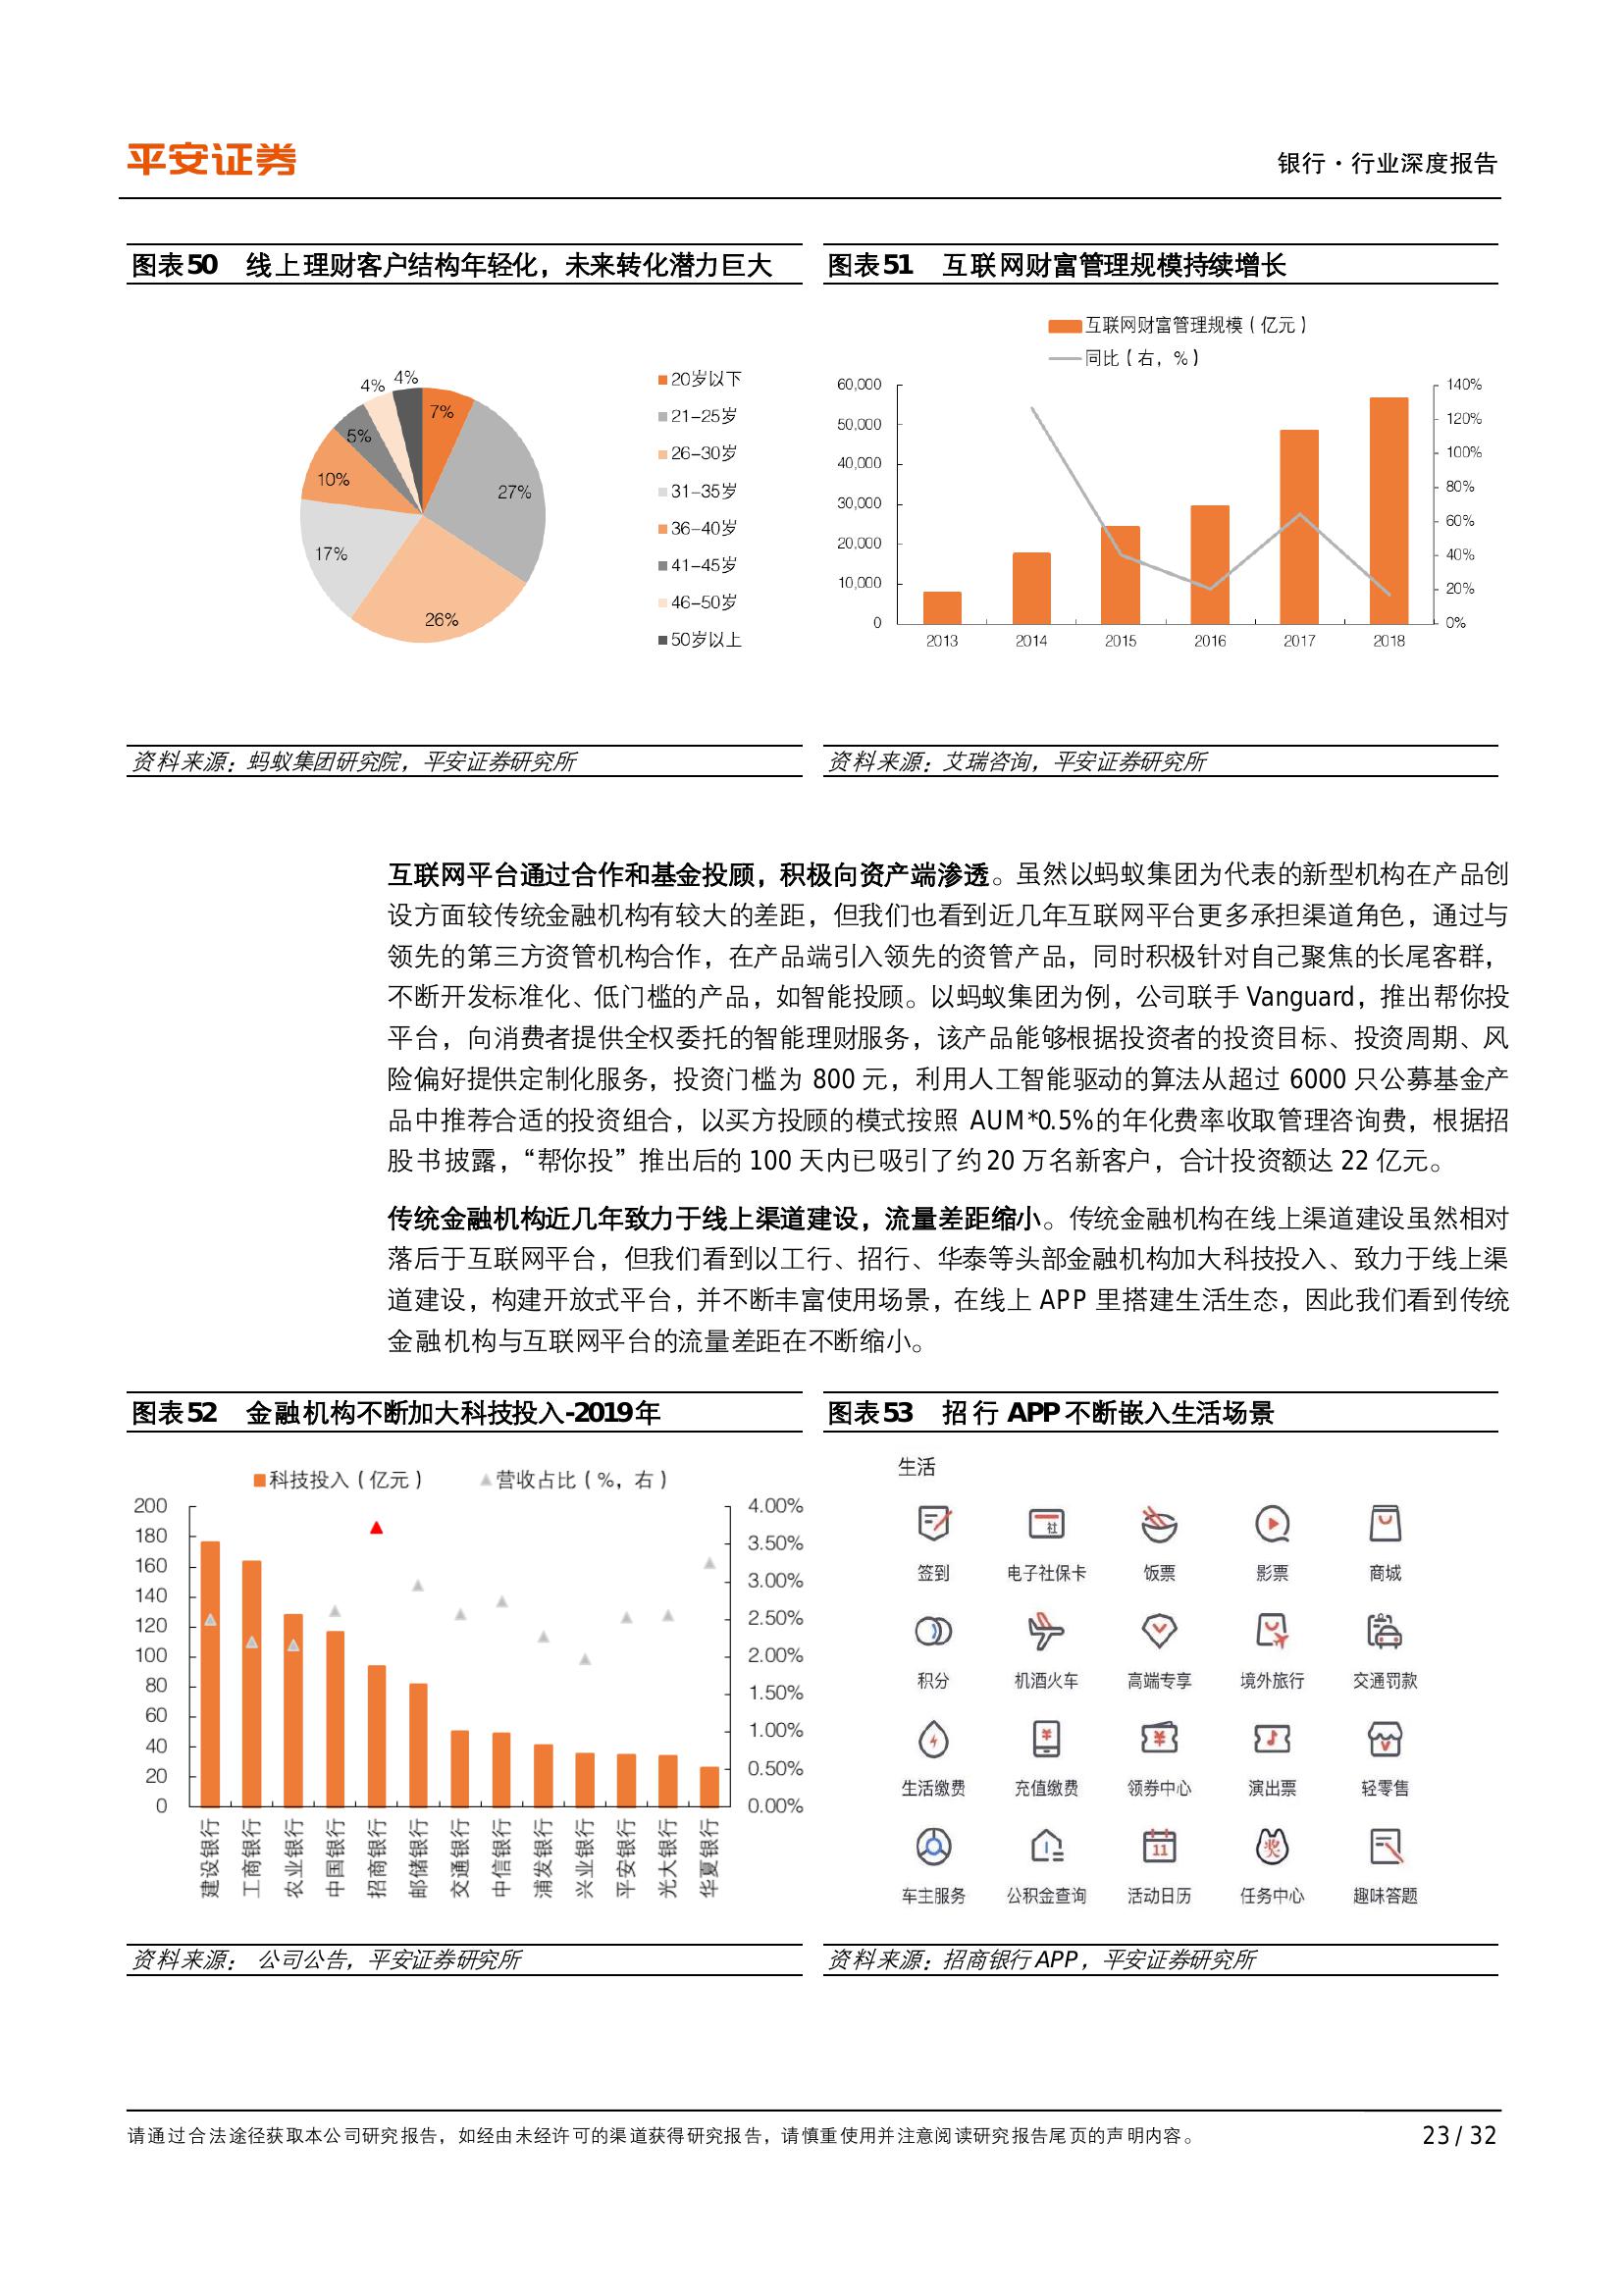 平安证券
银行·行业深度报告
图表50 线上理财客户结构年轻化，未来转化潜力巨大
4%
4%
7%
5%
10%
27%
17%
26%
20岁以下
21-25岁
26-30岁
31-35岁
36-40岁
41-45岁
46-50岁
50岁以上
资料来源：蚂蚁集团研究院，平安证券研究所
图表51 互联网财富管理规模持续增长
互联网财富管理规模（亿元）
同比（右，%）
60,000
50,000
40,000
30,000
20,000
10,000
0
140%
120%
100%
80%
60%
40%
20%
0%
2013 2014 2015 2016 2017 2018
资料来源：艾瑞咨询，平安证券研究所
互联网平台通过合作和基金投顾，积极向资产端渗透。虽然以蚂蚁集团为代表的新型机构在产品创
设方面较传统金融机构有较大的差距，但我们也看到近几年互联网平台更多承担渠道角色，通过与
领先的第三方资管机构合作，在产品端引入领先的资管产品，同时积极针对自己聚焦的长尾客群，
不断开发标准化、低门槛的产品，如智能投顾。以蚂蚁集团为例，公司联手 Vanguard，推出帮你投
平台，向消费者提供全权委托的智能理财服务，该产品能够根据投资者的投资目标、投资周期、风
险偏好提供定制化服务，投资门槛为 800 元，利用人工智能驱动的算法从超过 6000 只公募基金产
品中推荐合适的投资组合，以买方投顾的模式按照 AUM*0.5%的年化费率收取管理咨询费，根据招
股书披露，“帮你投”推出后的 100 天内已吸引了约 20 万名新客户，合计投资额达 22 亿元。
传统金融机构近几年致力于线上渠道建设，流量差距缩小。传统金融机构在线上渠道建设虽然相对
落后于互联网平台，但我们看到以工行、招行、华泰等头部金融机构加大科技投入、致力于线上渠
道建设，构建开放式平台，并不断丰富使用场景，在线上 APP 里搭建生活生态，因此我们看到传统
金融机构与互联网平台的流量差距在不断缩小。
图表52 金融机构不断加大科技投入-2019年
科技投入（亿元） 营收占比（%，右）
200
180
160
140
120
100
80
60
40
20
0
4.00%
3.50%
3.00%
2.50%
2.00%
1.50%
1.00%
0.50%
0.00%
建设银行
工商银行
农业银行
中国银行
招商银行
邮储银行
交通银行
中信银行
浦发银行
兴业银行
平安银行
光大银行
华夏银行
资料来源： 公司公告，平安证券研究所
图表53 招行 APP 不断嵌入生活场景
生活
社
签到 电子社保卡 饭票 影票 商城
积分 机酒火车 高端专享 境外旅行 交通罚款
¥ ¥
生活缴费 充值缴费 领券中心 演出票 轻零售
11 奖
车主服务 公积金查询 活动日历 任务中心 趣味答题
资料来源：招商银行 APP，平安证券研究所
请通过合法途径获取本公司研究报告，如经由未经许可的渠道获得研究报告，请慎重使用并注意阅读研究报告尾页的声明内容。
23 / 32